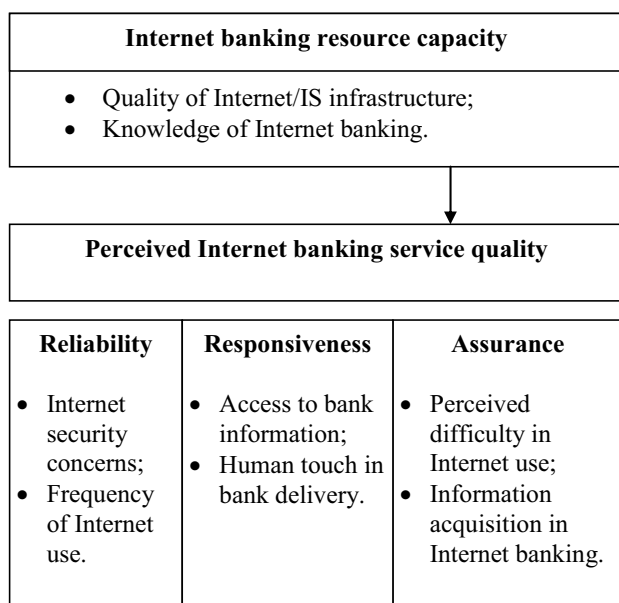 Internet banking resource capacity
• Quality of Internet/IS infrastructure;
• Knowledge of Internet banking.
Perceived Internet banking service quality
Reliability
• Internet
security
concerns;
• Frequency
of Internet
use.
Responsiveness
• Access to bank
information;
• Human touch in
bank delivery.
Assurance
• Perceived
difficulty in
Internet use;
• Information
acquisition in
Internet banking.